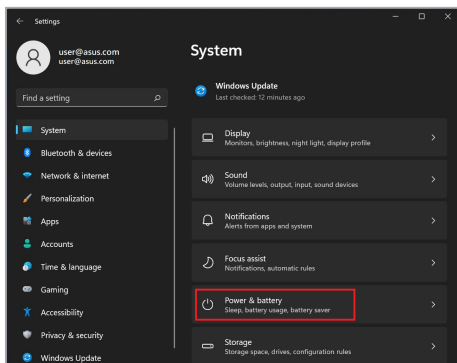 Settings
user@asus.com
user@asus.com
Find a setting
System
Bluetooth & devices
Network & internet
Personalization
Apps
Accounts
Time & language
Gaming
Accessibility
Privacy & security
Windows Update
System
Windows Update
Last checked: 12 minutes ago
Display
Monitors, brightness, night light, display profile
Sound
Volume levels, output, input, sound devices
Notifications
Alerts from apps and system
Focus assist
Notifications, automatic rules
Power & battery
Sleep, battery usage, battery saver
Storage
Storage space, drives, configuration rules